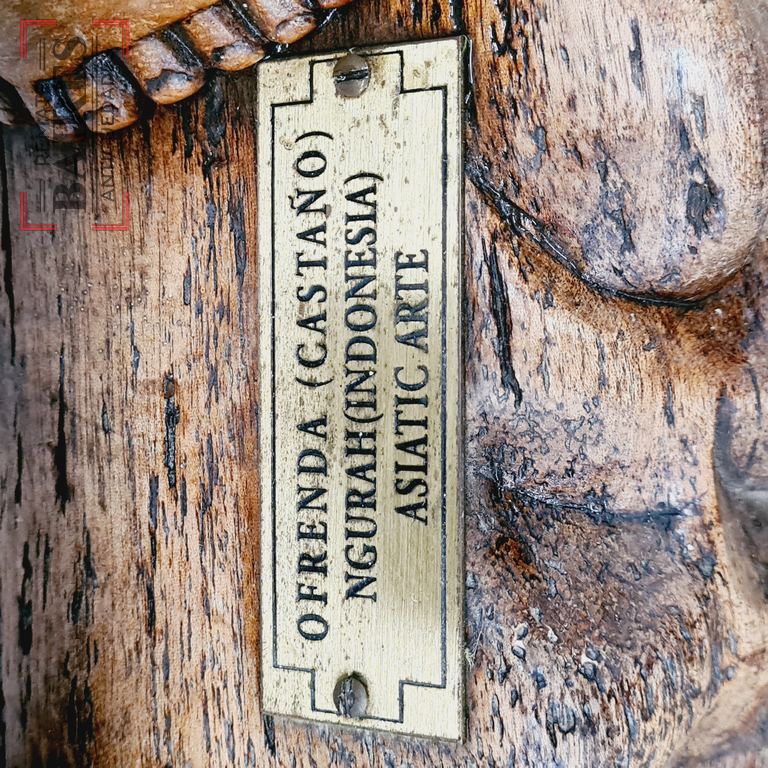 OFRENDA (CASTAÑO)
NGURAH (INDONESIA)
ASIATIC ARTE